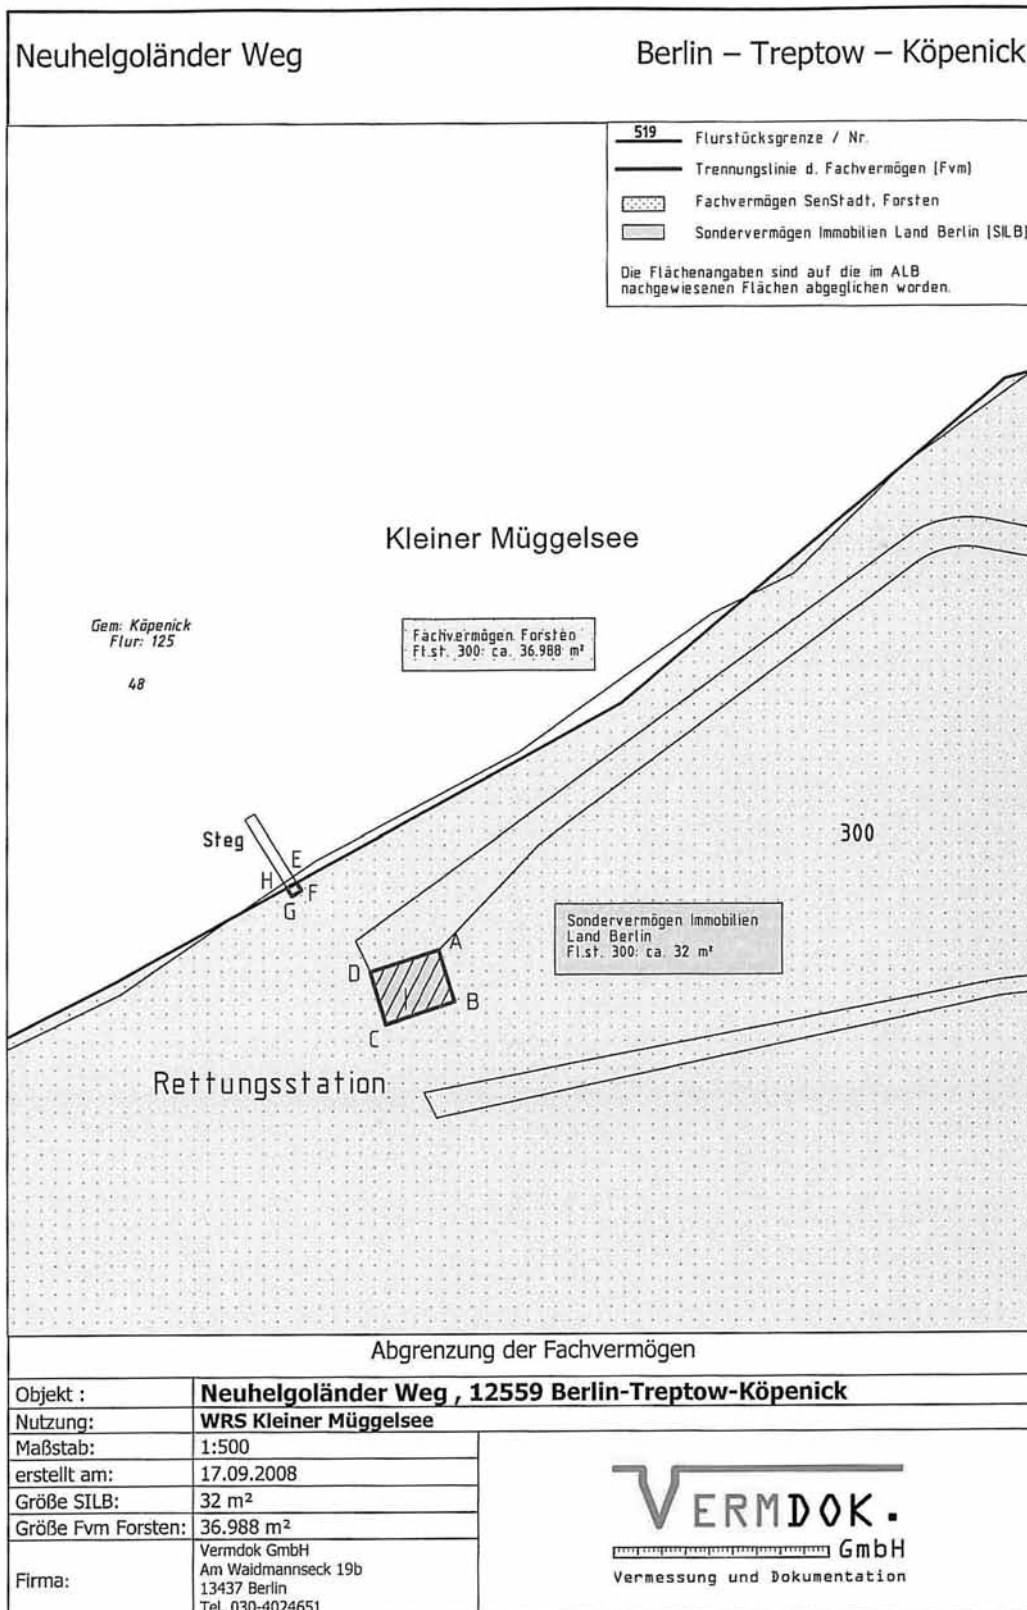 Neuhelgoländer Weg
Berlin – Treptow – Köpenick
519 Flurstücksgrenze / Nr.
Trennungslinie d. Fachvermögen (Fvm)
Fachvermögen SenStadt, Forsten
Sondervermögen Immobilien Land Berlin (SILB)
Die Flächenangaben sind auf die im ALB
nachgewiesenen Flächen abgeglichen worden.
Kleiner Müggelsee
Gem: Köpenick
Flur: 125
48
Fachvermögen Forsten
Fl.st. 300: ca. 36.988 m²
Steg
E
H
F
G
300
Sondervermögen Immobilien
Land Berlin
Fl.st. 300: ca. 32 m²
A
D
I
B
C
Rettungsstation
Abgrenzung der Fachvermögen
Objekt : Neuhelgoländer Weg , 12559 Berlin-Treptow-Köpenick
Nutzung: WRS Kleiner Müggelsee
Maßstab: 1:500
erstellt am: 17.09.2008
Größe SILB: 32 m²
Größe Fvm Forsten: 36.988 m²
Firma: Vermdok GmbH
Am Waidmannseck 19b
13437 Berlin
Tel. 030-4024651
VERMDOK.
GmbH
Vermessung und Dokumentation